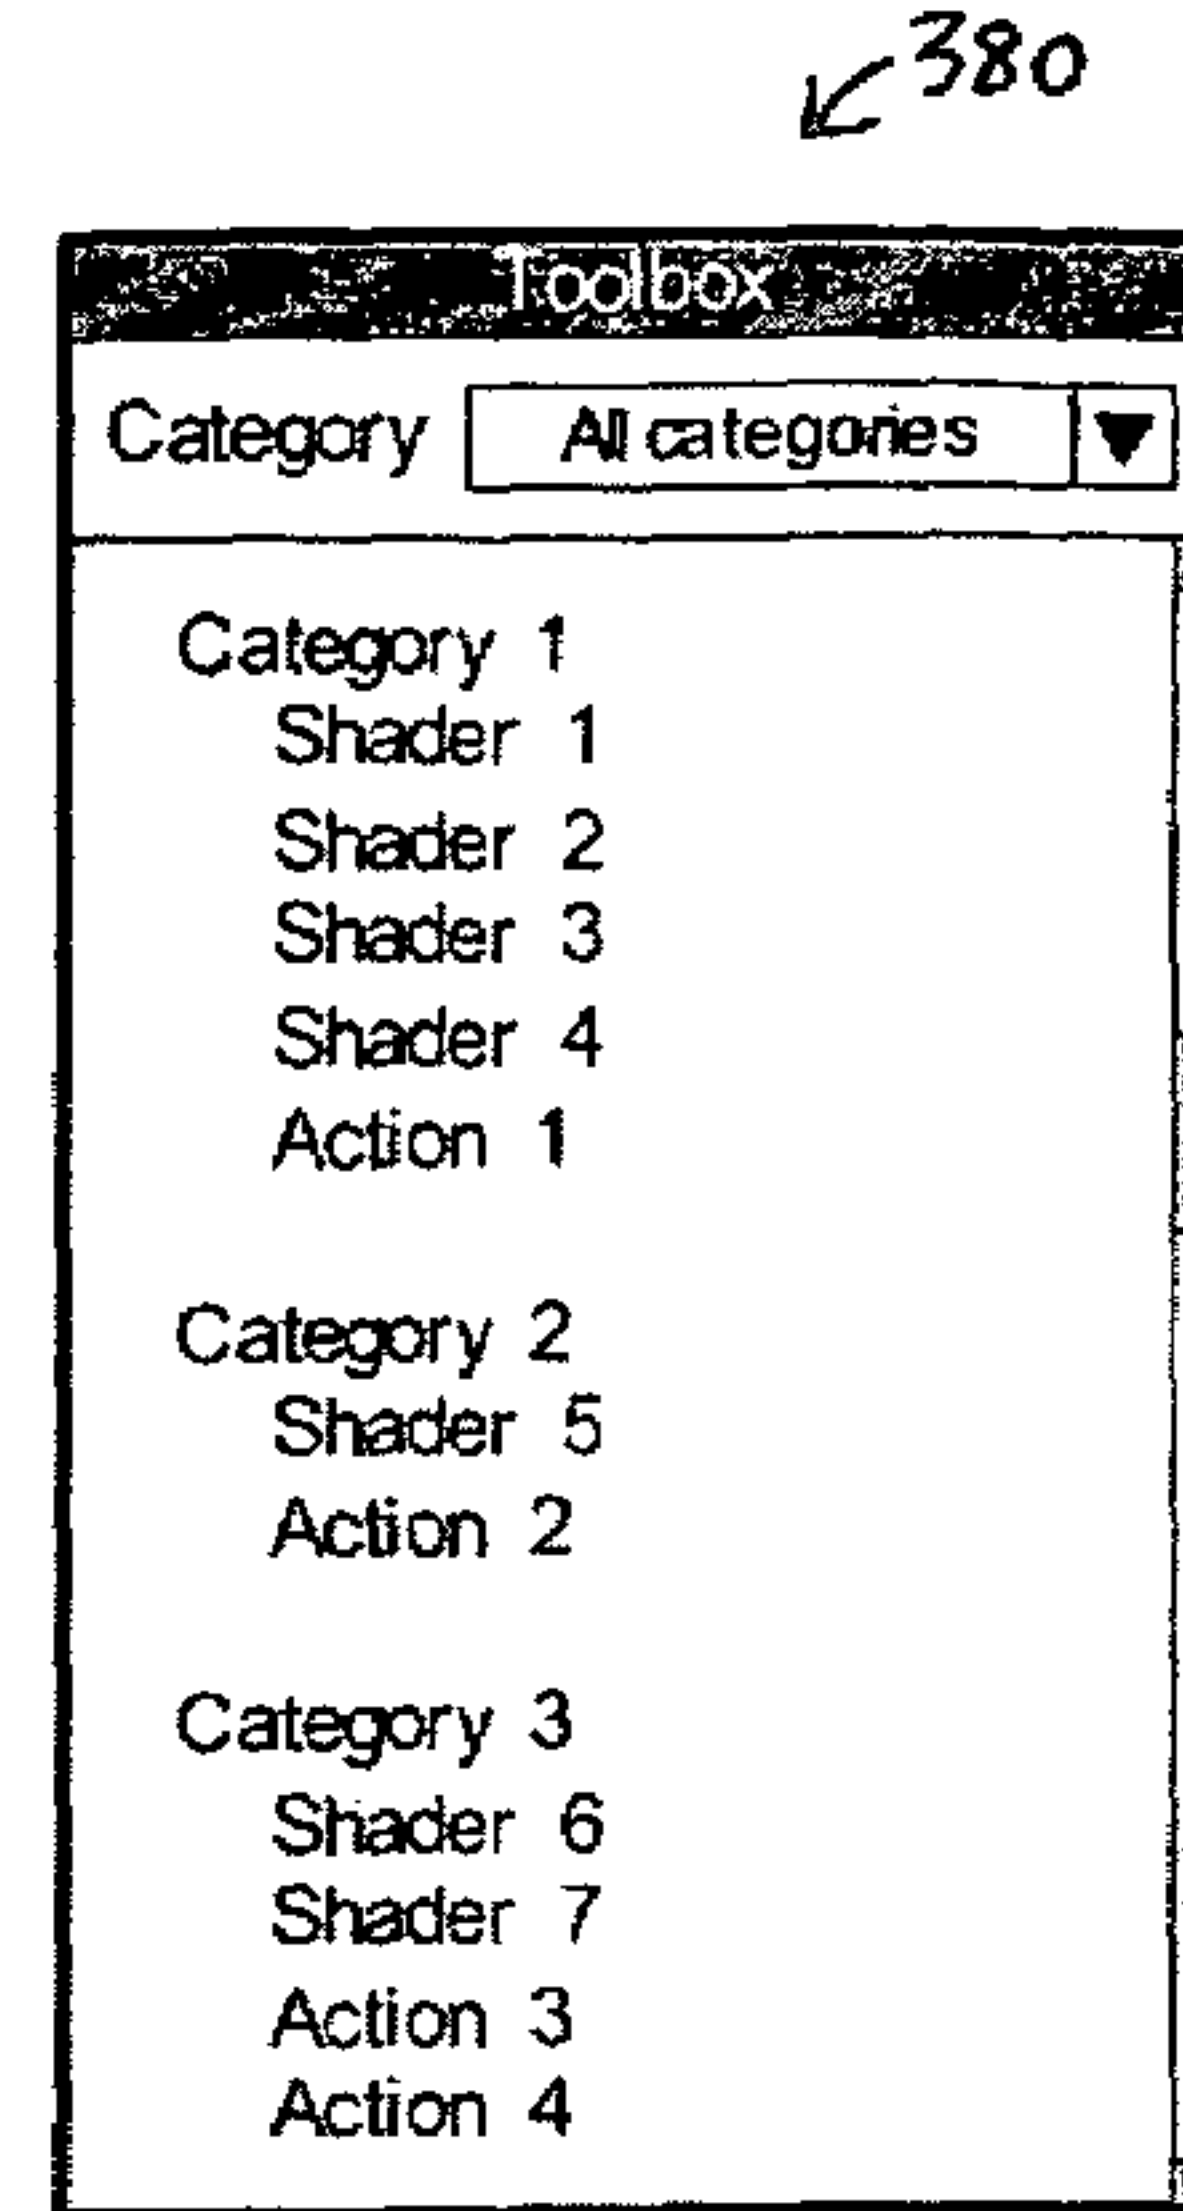 380
Toolbox
Category All categories
Category 1
Shader 1
Shader 2
Shader 3
Shader 4
Action 1
Category 2
Shader 5
Action 2
Category 3
Shader 6
Shader 7
Action 3
Action 4